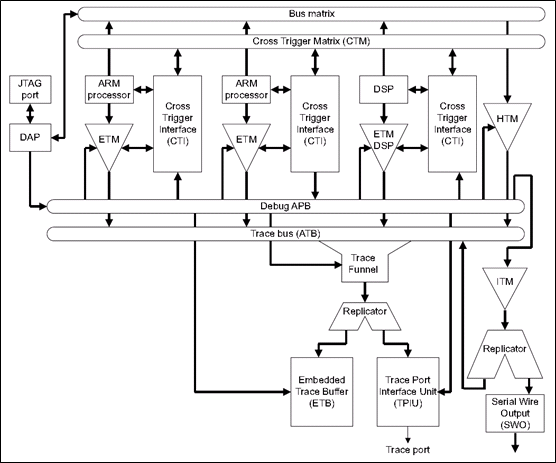 Bus matrix
Cross Trigger Matrix (CTM)
JTAG
port
DAP
ARM
processor
ETM
Cross
Trigger
Interface
(CTI)
ARM
processor
ETM
Cross
Trigger
Interface
(CTI)
DSP
ETM
DSP
Cross
Trigger
Interface
(CTI)
HTM
Debug APB
Trace bus (ATB)
Trace
Funnel
ITM
Replicator
Replicator
Embedded
Trace Buffer
(ETB)
Trace Port
Interface Unit
(TPIU)
Serial Wire
Output
(SWO)
Trace port